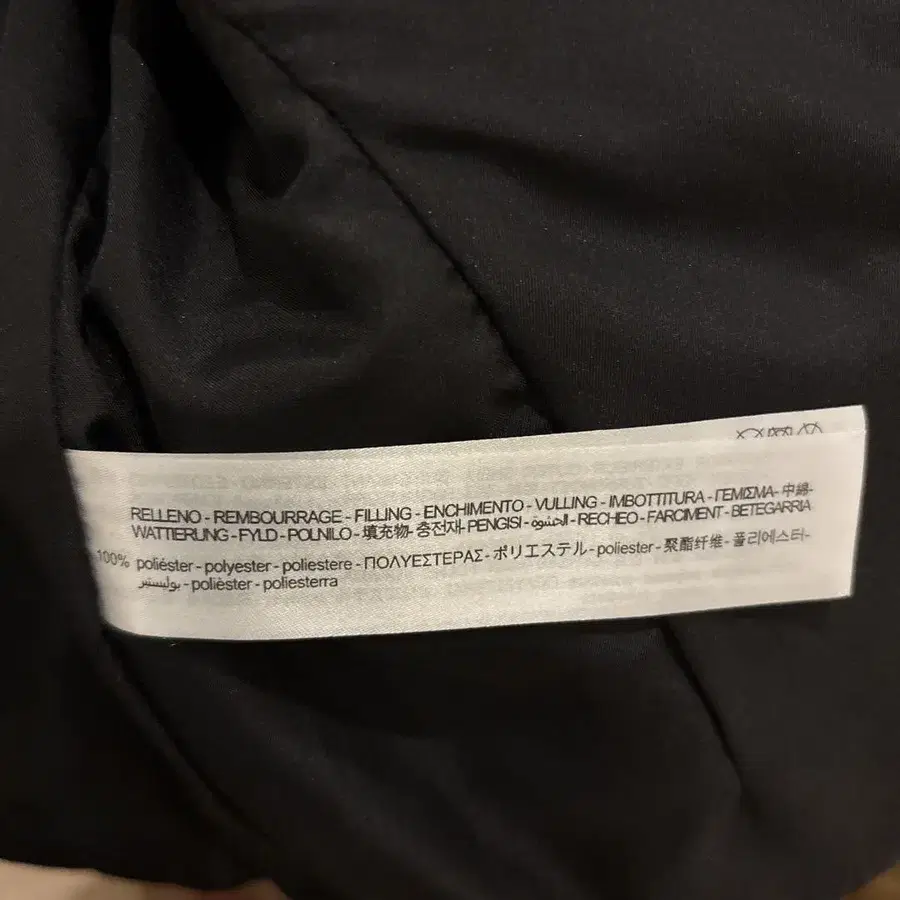 RELLENO - REMBOURRAGE - FILLING - ENCHIMENTO - VULLING - IMBOTTITURA - ΓΕΜΙΣΜΑ - 中綿-
WATTIERUNG - FYLD - POLNILO - 填充物- 충전재- PENGISI - الحشوة - RECHEO - FARCIMENT - BETEGARRIA
100% poliéster - polyester - poliestere - ΠΟΛΥΕΣΤΕΡΑΣ - ポリエステル - poliester - 聚酯纤维 - 폴리에스터-
بوليستير - polièster - poliesterra